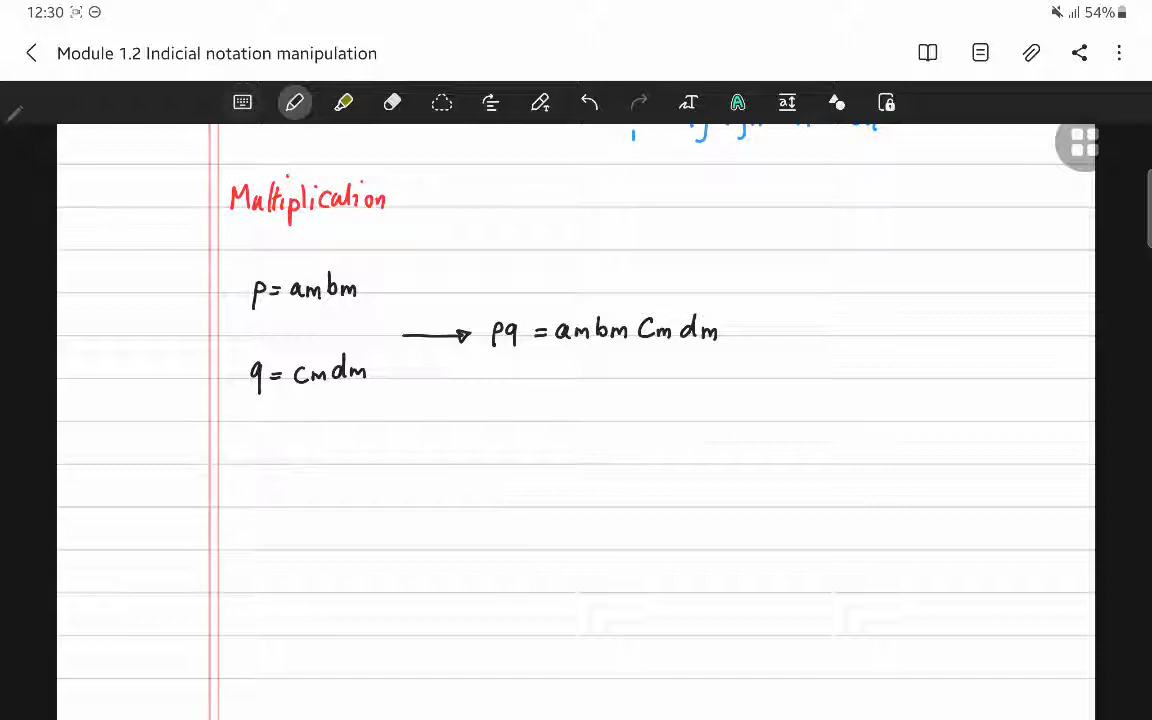 12:30 54%
Module 1.2 Indicial notation manipulation
Multiplication
p = ambm
pq = ambm Cm dm
q = cmdm